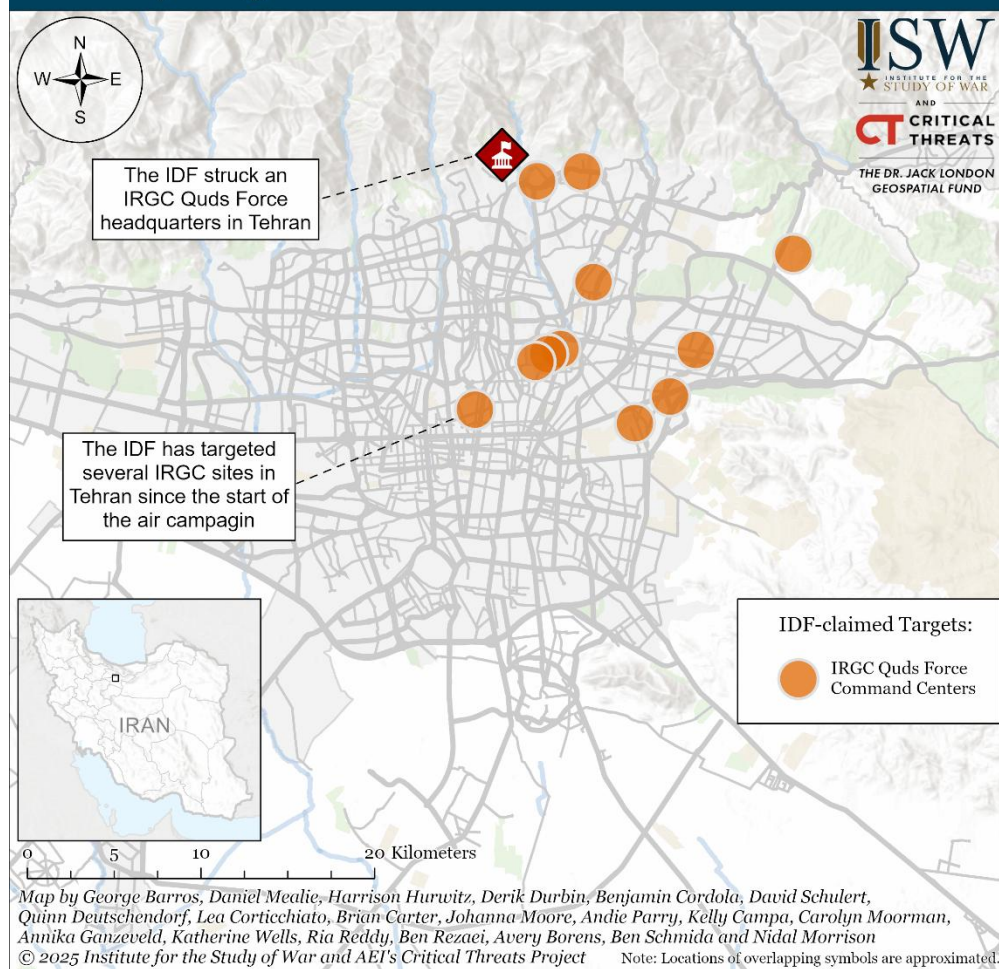 N
W E
S
ISW
INSTITUTE FOR THE
STUDY OF WAR
AND
CT CRITICAL
THREATS
THE DR. JACK LONDON
GEOSPATIAL FUND
The IDF struck an
IRGC Quds Force
headquarters in Tehran
The IDF has targeted
several IRGC sites in
Tehran since the start of
the air campagin
IDF-claimed Targets:
IRGC Quds Force
Command Centers
IRAN
0 5 10 20 Kilometers
Map by George Barros, Daniel Mealie, Harrison Hurwitz, Derik Durbin, Benjamin Cordola, David Schulert,
Quinn Deutschendorf, Lea Corticchiato, Brian Carter, Johanna Moore, Andie Parry, Kelly Campa, Carolyn Moorman,
Annika Ganzeveld, Katherine Wells, Ria Reddy, Ben Rezaei, Avery Borens, Ben Schmida and Nidal Morrison
© 2025 Institute for the Study of War and AEI's Critical Threats Project Note: Locations of overlapping symbols are approximated.